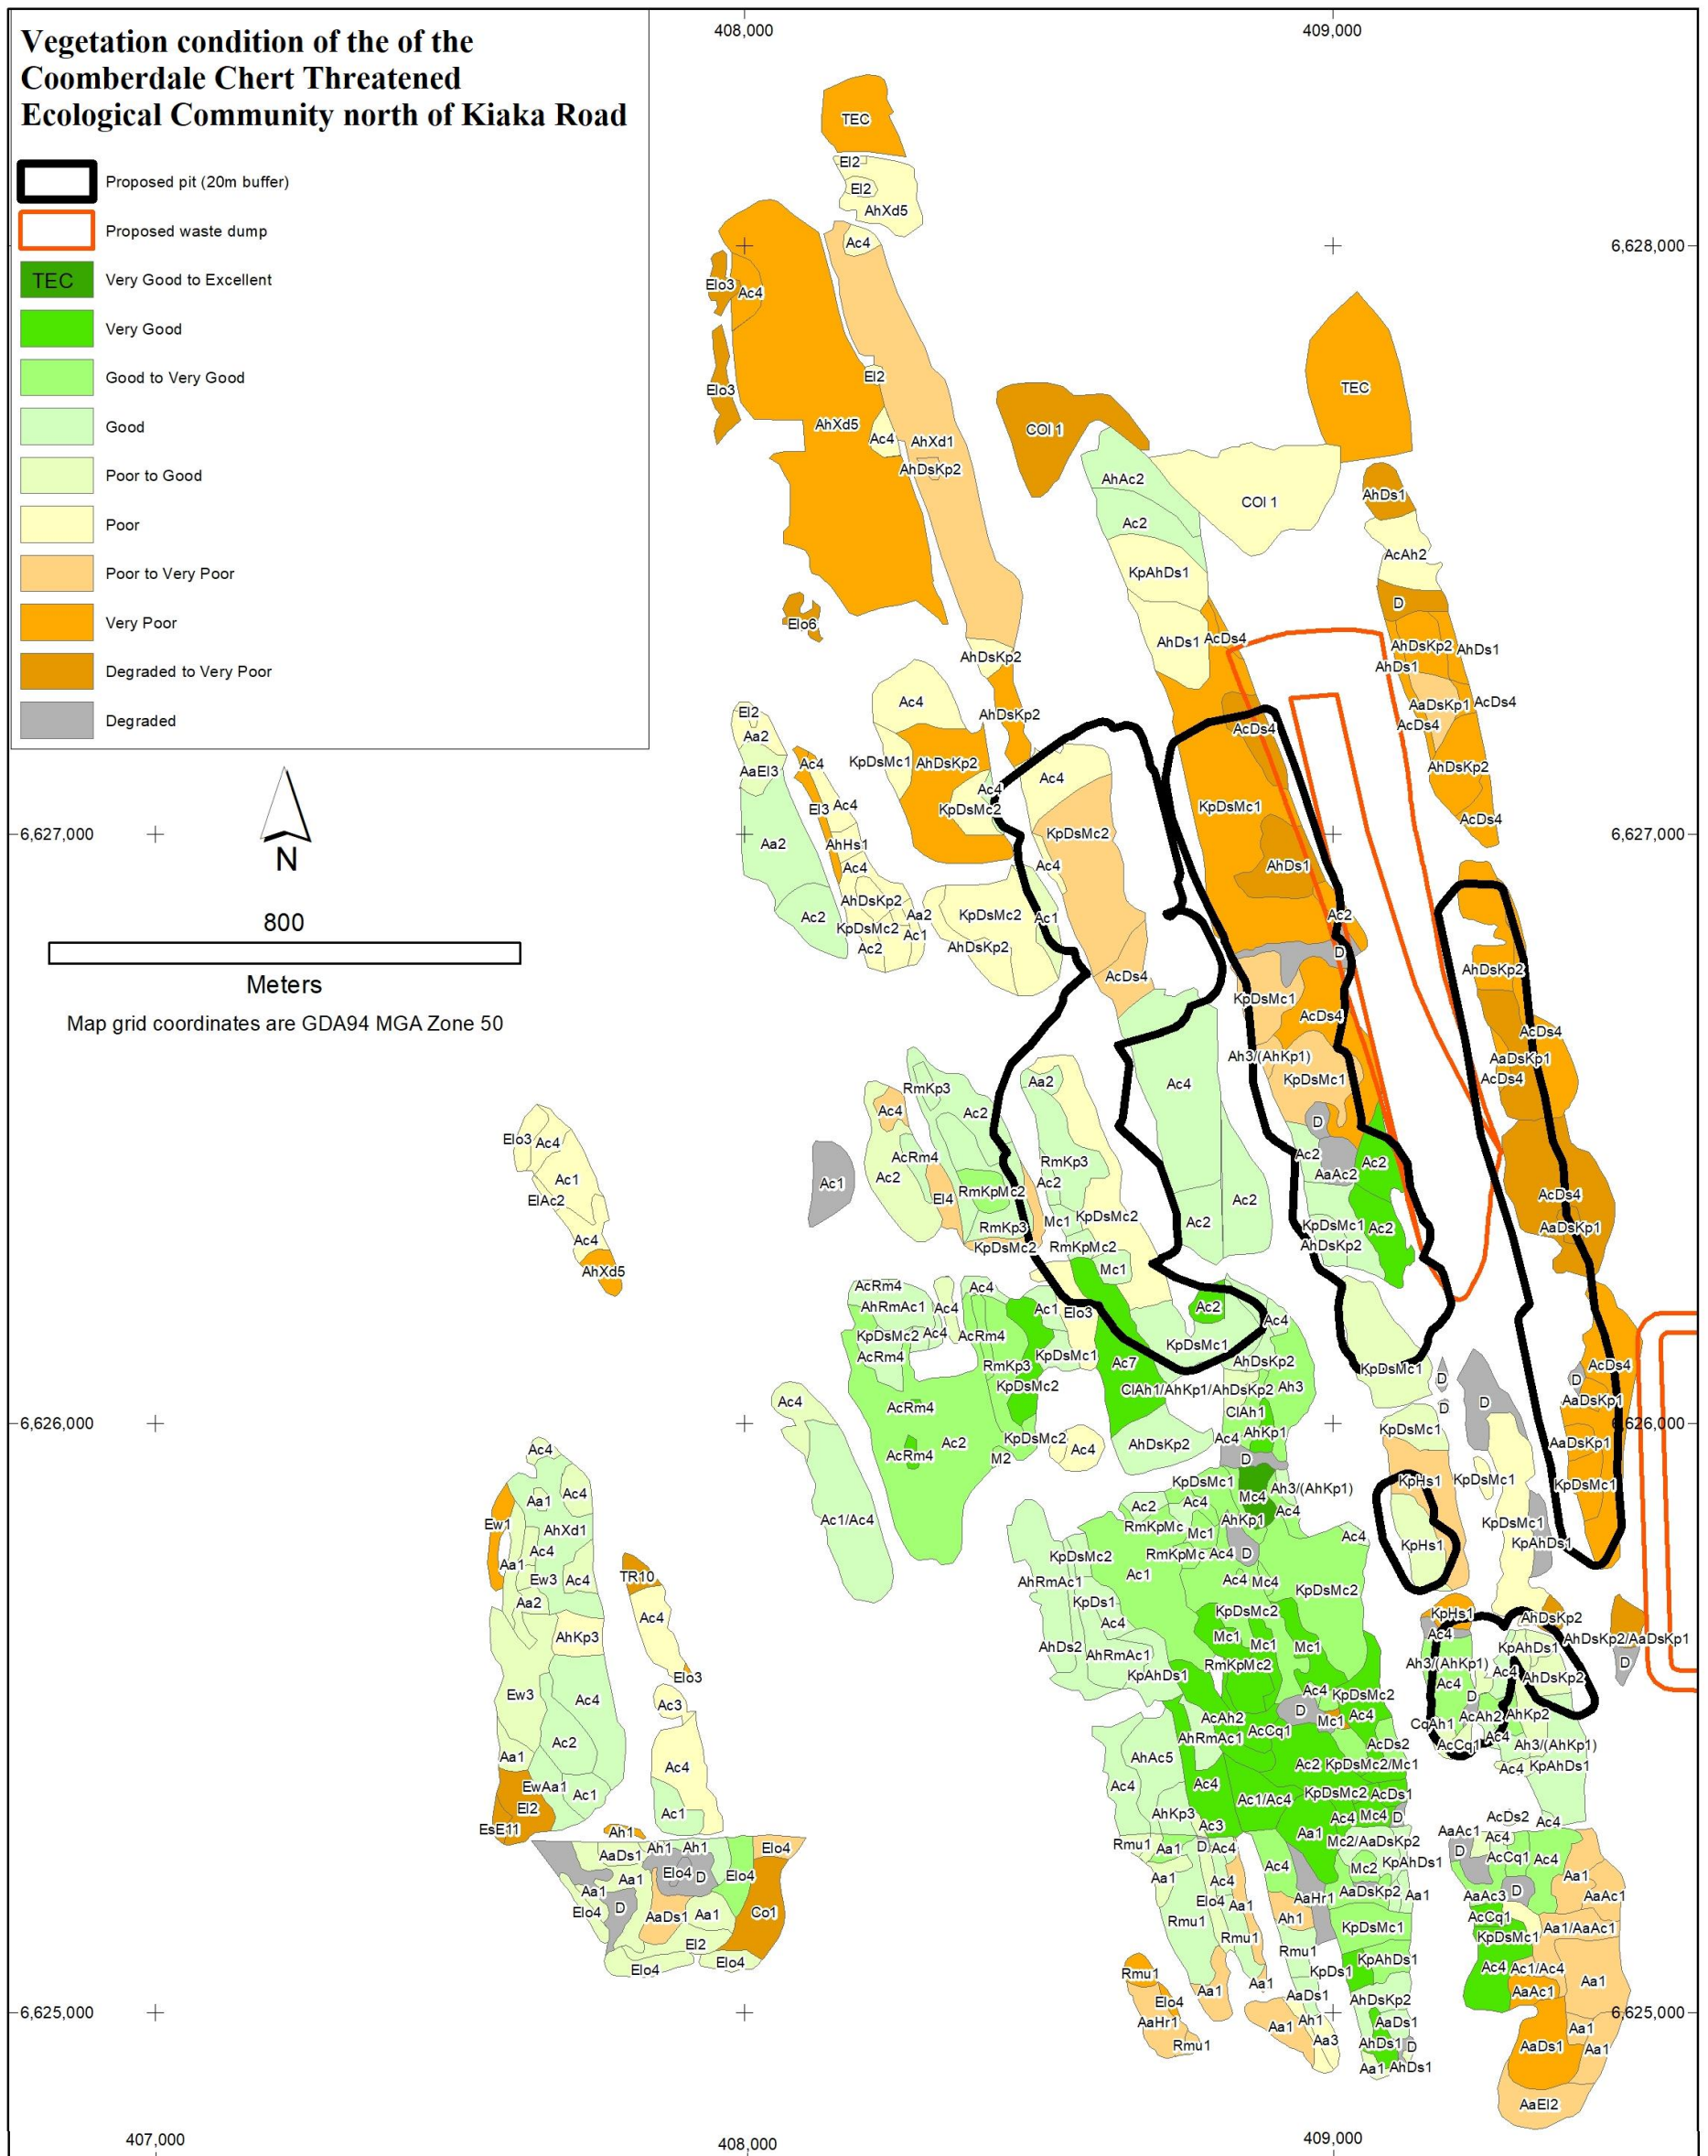 Vegetation condition of the of the
Coomberdale Chert Threatened
Ecological Community north of Kiaka Road
Proposed pit (20m buffer)
Proposed waste dump
TEC Very Good to Excellent
Very Good
Good to Very Good
Good
Poor to Good
Poor
Poor to Very Poor
Very Poor
Degraded to Very Poor
Degraded
N
800
Meters
Map grid coordinates are GDA94 MGA Zone 50
408,000 409,000
6,628,000
6,627,000 6,627,000
6,626,000 6,626,000
6,625,000 6,625,000
407,000 408,000 409,000
TEC
El2
El2
AhXd5
Ac4
Elo3 Ac4
El2
Elo3
TEC
AhXd5
Ac4
AhXd1
COI 1
AhDsKp2
AhAc2
COI 1
AhDs1
Ac2
AcAh2
KpAhDs1
D
Elo6
AhDs1 AcDs4
AhDsKp2 AhDs1
AhDsKp2
AhDs1
Ac4
AaDsKp1 AcDs4
El2
AhDsKp2
AcDs4
Aa2
AcDs4
KpDsMc1 AhDsKp2
Ac4
AhDsKp2
AaEl3
Ac4
Ac4
El3 Ac4
KpDsMc2
KpDsMc1
AcDs4
Aa2
AhHs1
KpDsMc2
Ac4
Ac4
AhDs1
AhDsKp2
Ac2
Aa2
KpDsMc2
Ac1
Ac2
KpDsMc2
Ac1
Ac2
AhDsKp2
D
AcDs4
AhDsKp2
KpDsMc1
AcDs4
AcDs4
Ah3/(AhKp1)
AaDsKp1
KpDsMc1
AcDs4
RmKp3
Aa2
Ac4
Ac4
Ac2
D
Elo3 Ac4
AcRm4
RmKp3
Ac2
Ac1
Ac1
Ac2
Ac2
AaAc2
Ac2
ElAc2
El4
RmKpMc2
Ac2
AcDs4
RmKp3
Mc1
KpDsMc2
Ac2
KpDsMc1
Ac2
AaDsKp1
Ac4
KpDsMc2
RmKpMc2
AhDsKp2
AhXd5
Mc1
AcRm4
Ac4
AhRmAc1 Ac4
Ac1 Elo3
Ac2
Ac4
KpDsMc2 Ac4
AcRm4
KpDsMc1
AcRm4
RmKp3
KpDsMc1
Ac7
AhDsKp2
KpDsMc1
D
AcDs4
D
KpDsMc2
ClAh1/AhKp1/AhDsKp2 Ah3
D
D
AaDsKp1
Ac4
AcRm4
ClAh1
Ac2
KpDsMc2
Ac4
AhDsKp2
Ac4
AhKp1
KpDsMc1
AaDsKp1
AcRm4
M2
D
Ac4
KpDsMc1
KpHs1
KpDsMc1
KpDsMc1
Aa1
Ac4
Mc4
Ah3/(AhKp1)
Ew1
AhXd1
Ac1/Ac4
Ac2
Ac4
AhKp1
Ac4
RmKpMc
Mc1
Ac4
KpDsMc1
KpAhDs1
Aa1
Ac4
KpDsMc2
RmKpMc Ac4 D
KpHs1
Ew3 Ac4
TR10
AhRmAc1
Ac1
Ac4 Mc4
KpDsMc2
Aa2
Ac4
KpDs1
KpDsMc2
KpHs1
AhDsKp2
AhKp3
Ac4
Mc1
Mc1
Mc1
Ac4
AhDsKp2/AaDsKp1
AhDs2
AhRmAc1
RmKpMc2
KpAhDs1
D
Elo3
KpAhDs1
Ah3/(AhKp1)
Ac4
AhDsKp2
Ew3
Ac4
Ac3
Ac4
KpDsMc2
Ac4
D
D
AcAh2
Mc1 Ac4
CqAh1
AcAh2
AhKp2
Ac2
AhRmAc1
AcCq1
AcDs2
AcCq1
Ac4
Ah3/(AhKp1)
Aa1
AhAc5
Ac2 KpDsMc2/Mc1
Ac4
KpAhDs1
Ac4
EwAa1
Ac1
Ac4
Ac4
KpDsMc2
AcDs1
El2
Ac1
AhKp3
Ac1/Ac4
Ac4 Mc4 D
AcDs2
Ac4
EsE11
Ah1
Ac3
Aa1
Mc2/AaDsKp2
AaAc1
Ac4
AaDs1
Ah1
Ah1
Elo4
Rmu1
Aa1
D
Ac4
D
AcCq1
Ac4
Aa1
Elo4
D
Elo4
Aa1
Ac4
Ac4
Mc2
KpAhDs1
Aa1
Aa1
Elo4
AaHr1
AaDsKp2
Aa1
AaAc3
D
AaAc1
Elo4
D
AaDs1
Aa1
Co1
Rmu1
Aa1
Ah1
KpDsMc1
AcCq1
Aa1/AaAc1
El2
Rmu1
Rmu1
KpDsMc1
Elo4
Elo4
Rmu1
Aa1
Aa1
KpDs1
KpAhDs1
Ac4
Ac1/Ac4
Aa1
Elo4
AaDs1
AhDsKp2
AaAc1
AaHr1
Aa1
Ah1
AaDs1
Aa1
Rmu1
Aa3
AhDs1
D
AaDs1
Aa1
Aa1
AhDs1
AaEl2